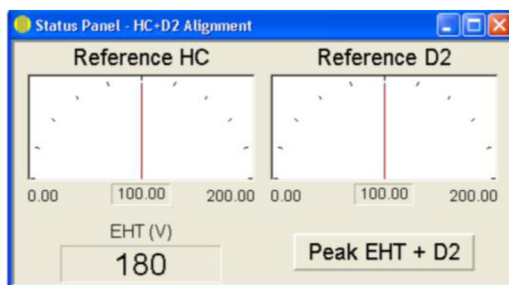 Status Panel - HC+D2 Alignment
Reference HC Reference D2
0.00 100.00 200.00 0.00 100.00 200.00
EHT (V)
180 Peak EHT + D2